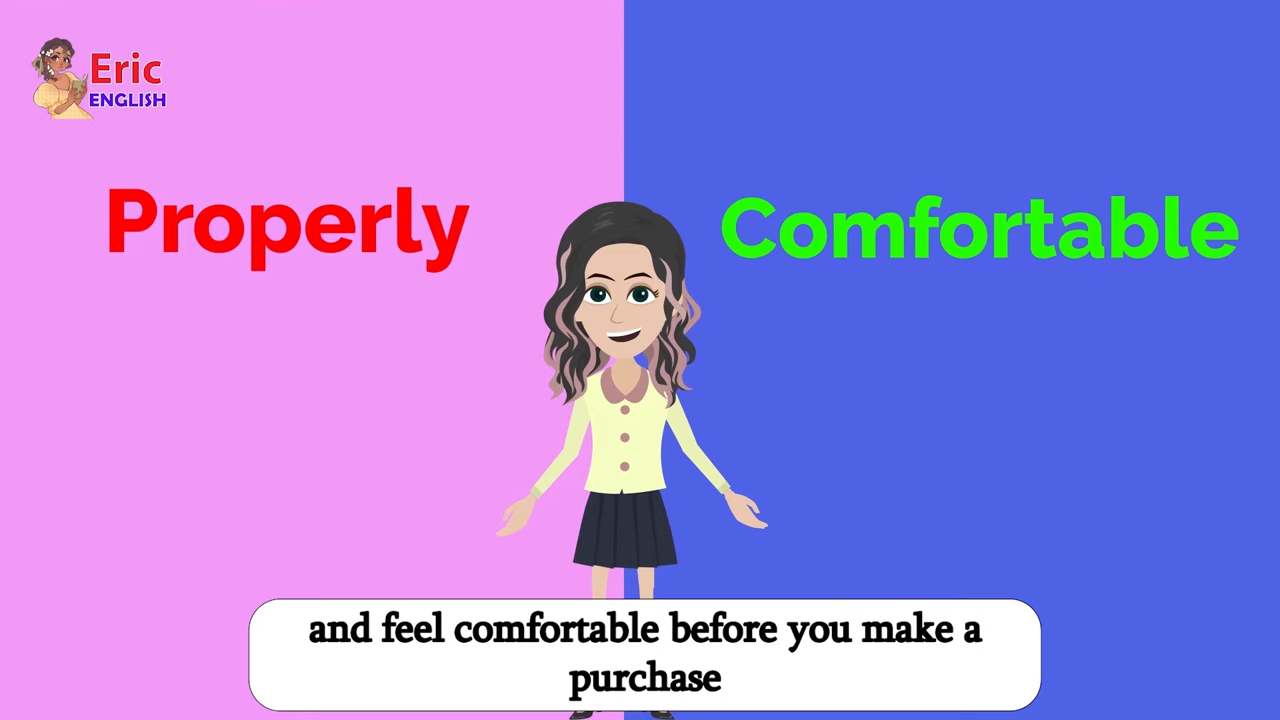 Eric
ENGLISH
Properly
Comfortable
and feel comfortable before you make a
purchase